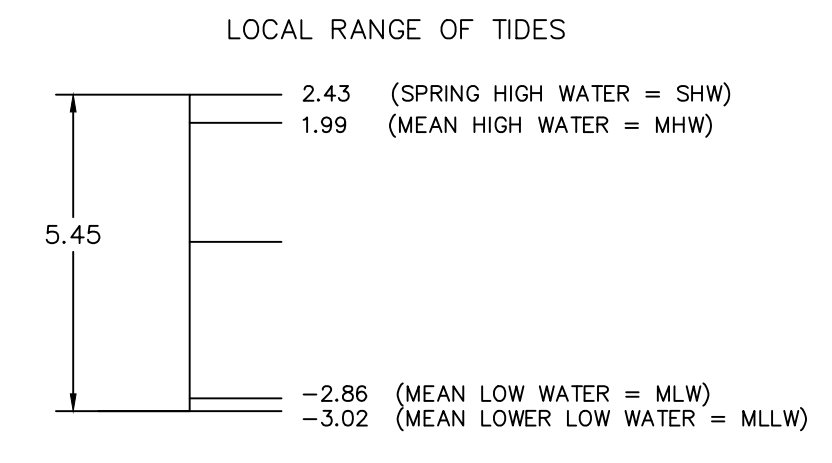 LOCAL RANGE OF TIDES
2.43 (SPRING HIGH WATER = SHW)
1.99 (MEAN HIGH WATER = MHW)
5.45
-2.86 (MEAN LOW WATER = MLW)
-3.02 (MEAN LOWER LOW WATER = MLLW)